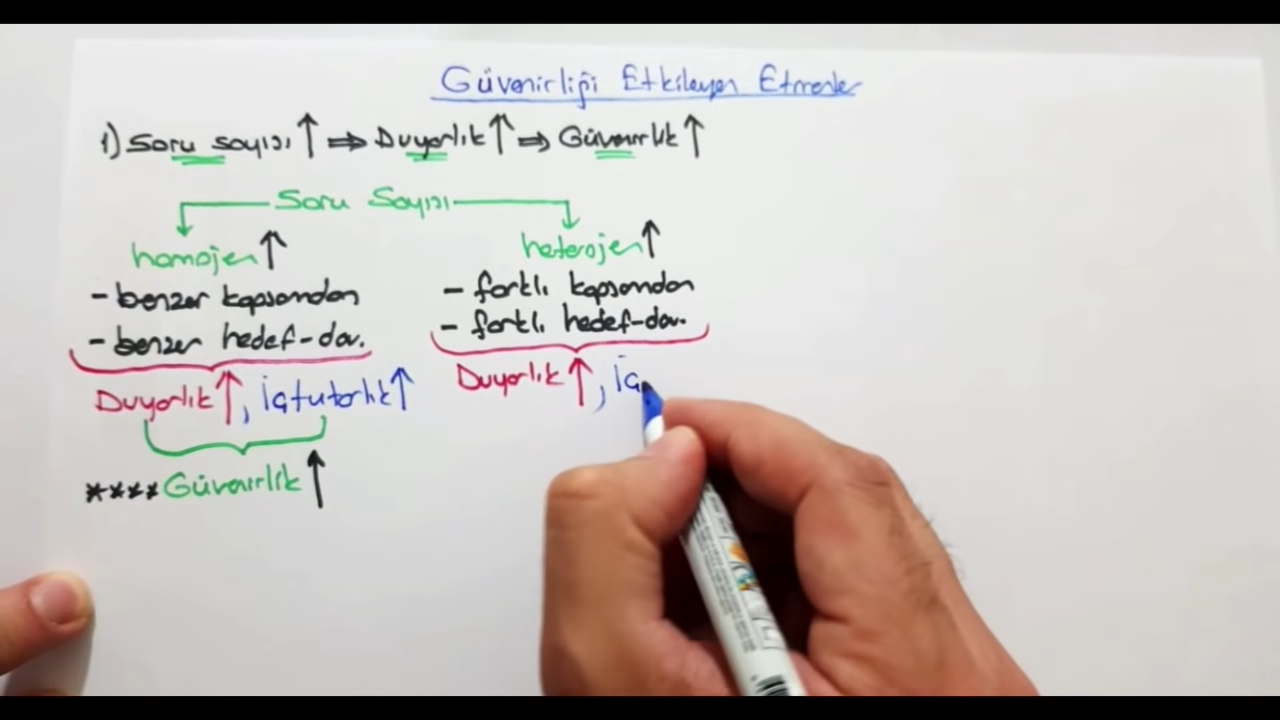 Güvenirliği Etkileyen Etmenler
1) Soru sayısı ↑ ⇒ Duyarlık ↑ ⇒ Güvenirlik ↑
Soru Sayısı
homojen ↑
- benzer kapsamdan
- benzer hedef-dav.
Duyarlık ↑, İçtutarlık ↑
**** Güvenirlik ↑
heterojen ↑
- farklı kapsamdan
- farklı hedef-dav.
Duyarlık ↑, İç